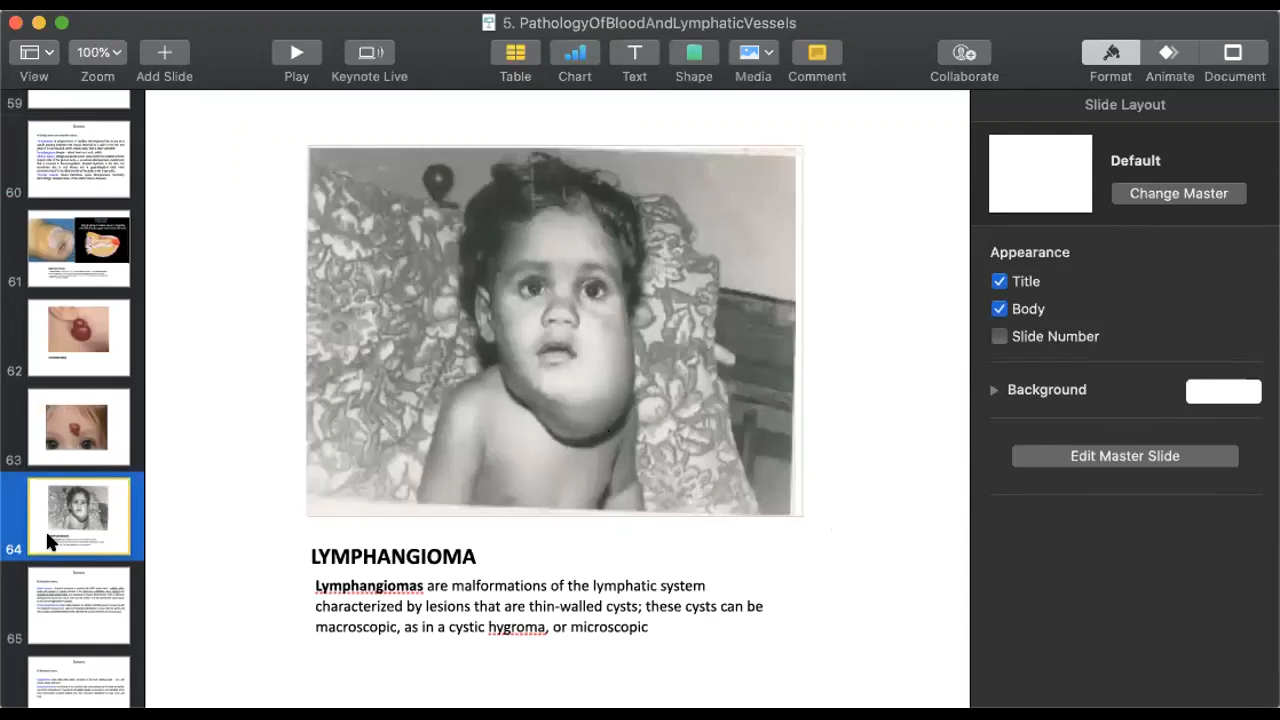 5. PathologyOfBloodAndLymphaticVessels
100%
View
Zoom
Add Slide
Play
Keynote Live
Table
Chart
Text
Shape
Media
Comment
Collaborate
Format
Animate
Document
59
60
61
62
63
64
65
LYMPHANGIOMA
Lymphangiomas are malformations of the lymphatic system
characterized by lesions that are thin-walled cysts; these cysts can be
macroscopic, as in a cystic hygroma, or microscopic
Slide Layout
Default
Change Master
Appearance
Title
Body
Slide Number
Background
Edit Master Slide